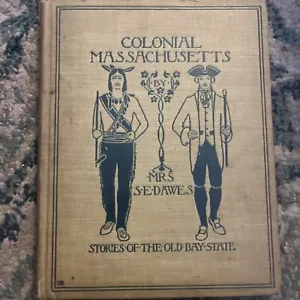 COLONIAL
MASSACHUSETTS
BY
MRS
S.E.DAWES
STORIES·OF·THE·OLD·BAY·STATE